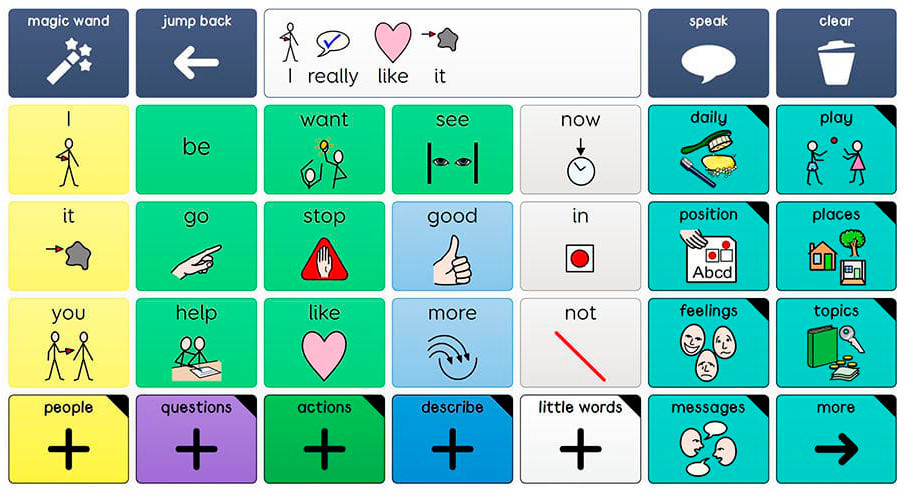 magic wand
jump back
I really like it
speak
clear
I
be
want
see
now
daily
play
it
go
stop
good
in
position
Abcd
places
you
help
like
more
not
feelings
topics
people
questions
actions
describe
little words
messages
more